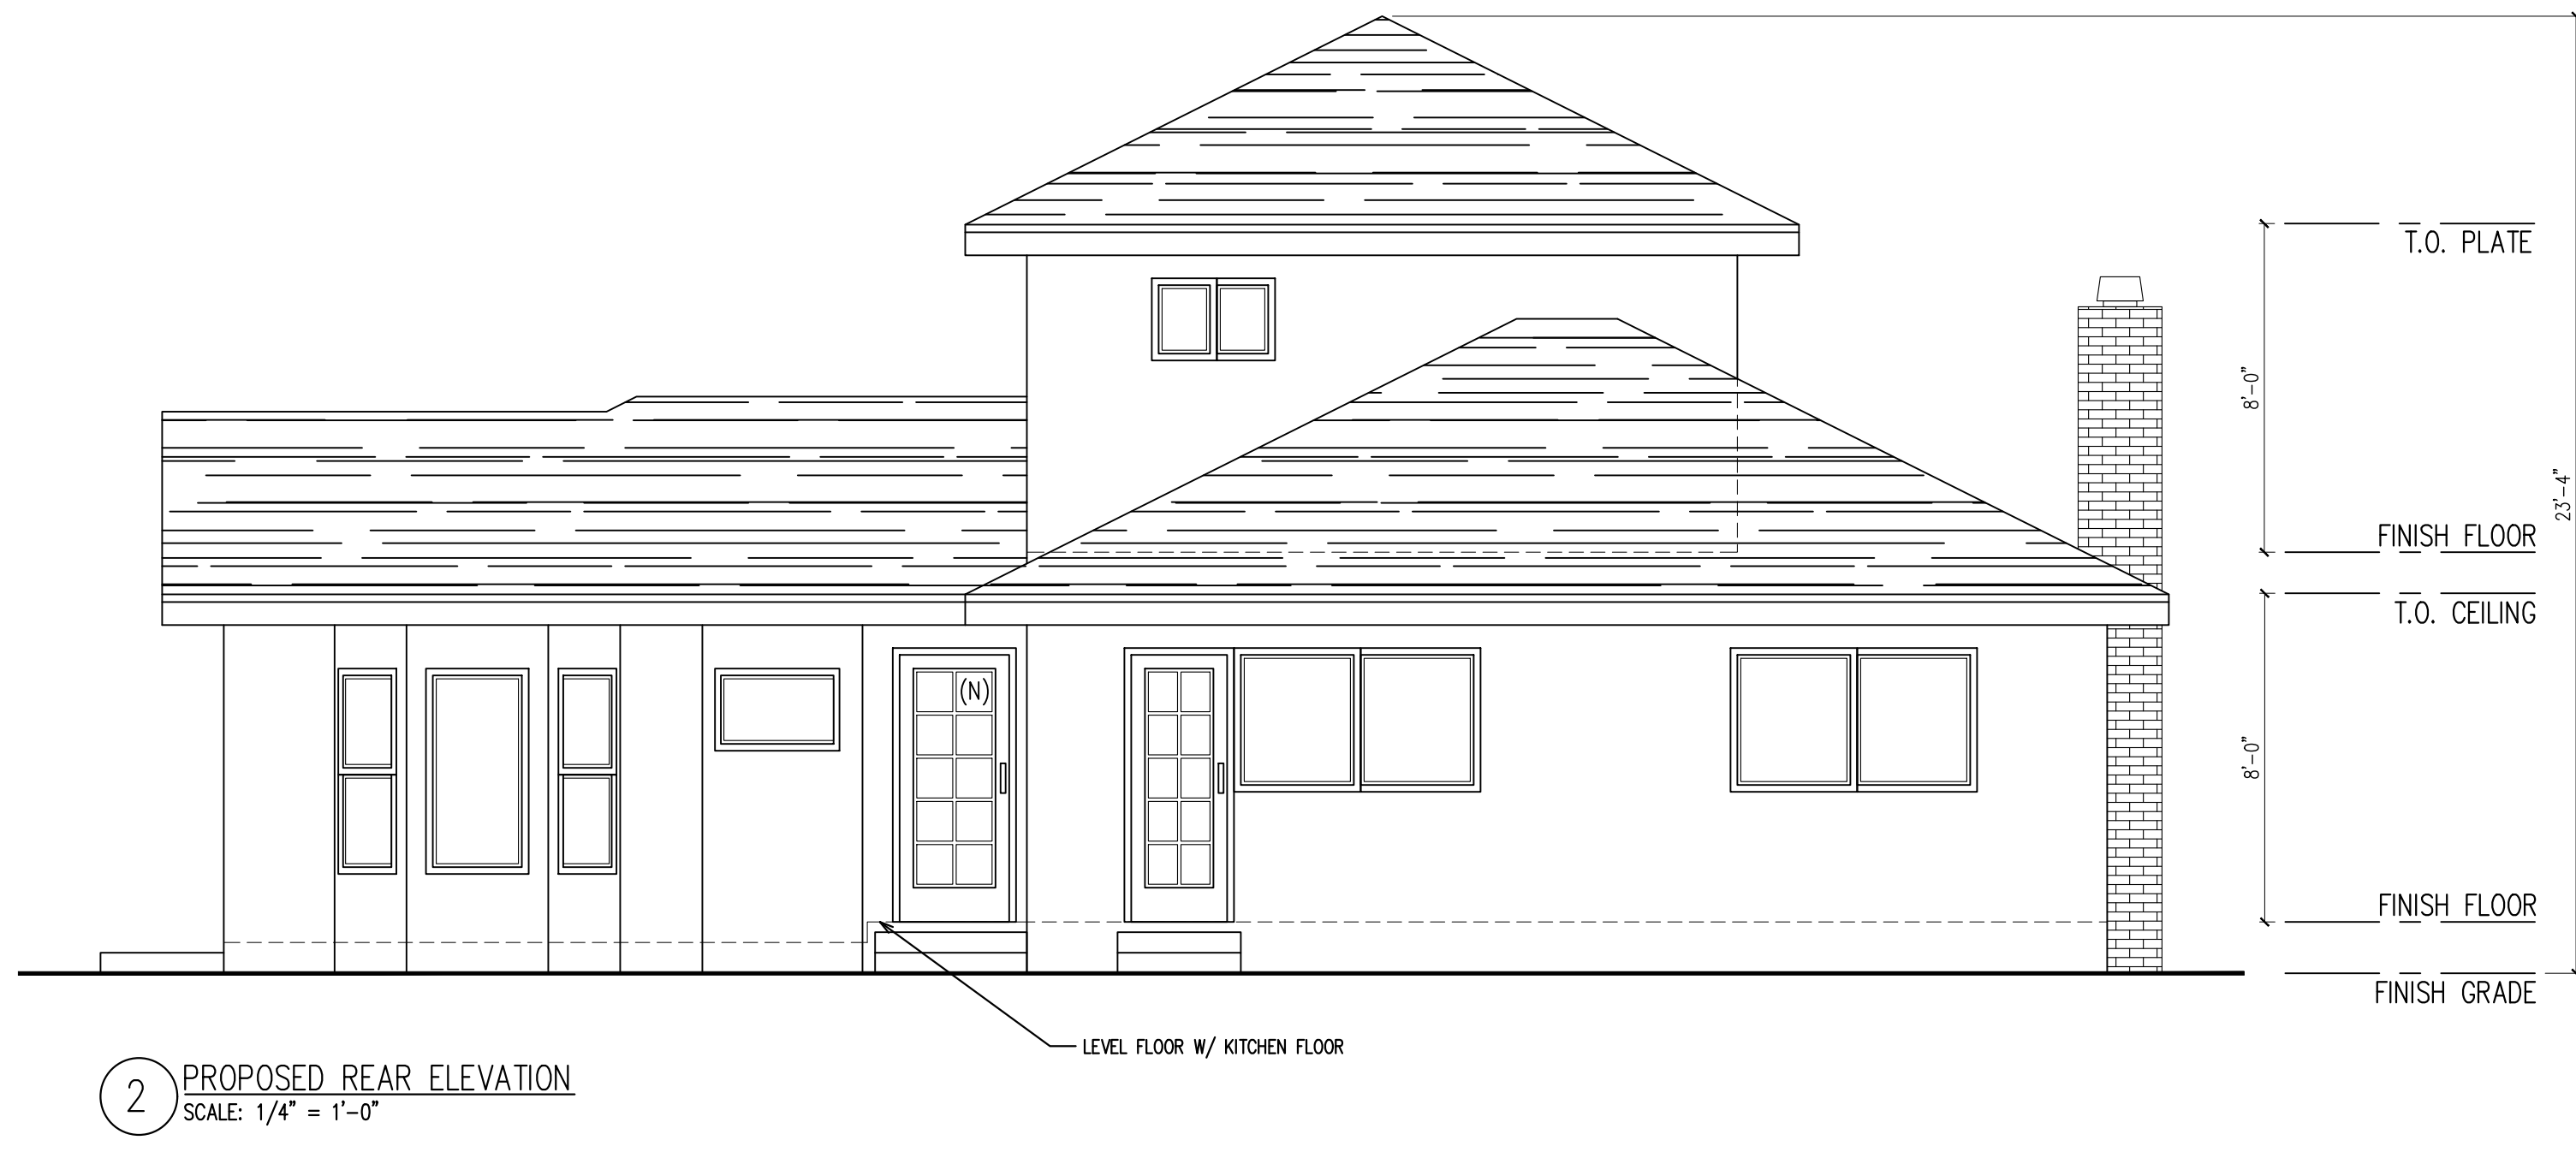 T.O. PLATE
8'-0"
23'-4"
FINISH FLOOR
T.O. CEILING
(N)
8'-0"
FINISH FLOOR
FINISH GRADE
LEVEL FLOOR W/ KITCHEN FLOOR
2
PROPOSED REAR ELEVATION
SCALE: 1/4" = 1'-0"